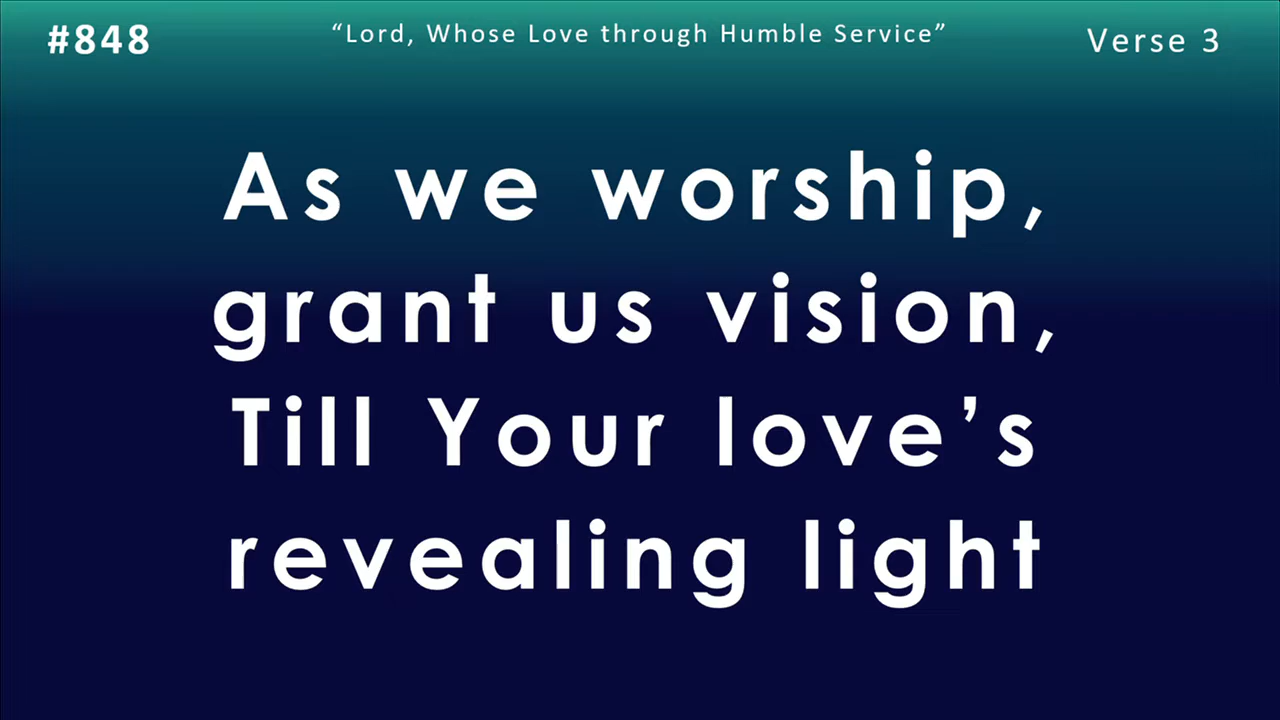 #848
“Lord, Whose Love through Humble Service”
Verse 3
As we worship,
grant us vision,
Till Your love’s
revealing light